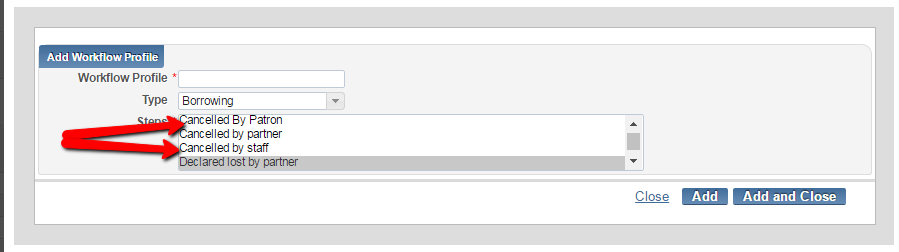 Add Workflow Profile
Workflow Profile *
Type Borrowing
Steps Cancelled By Patron
Cancelled by partner
Cancelled by staff
Declared lost by partner
Close Add Add and Close